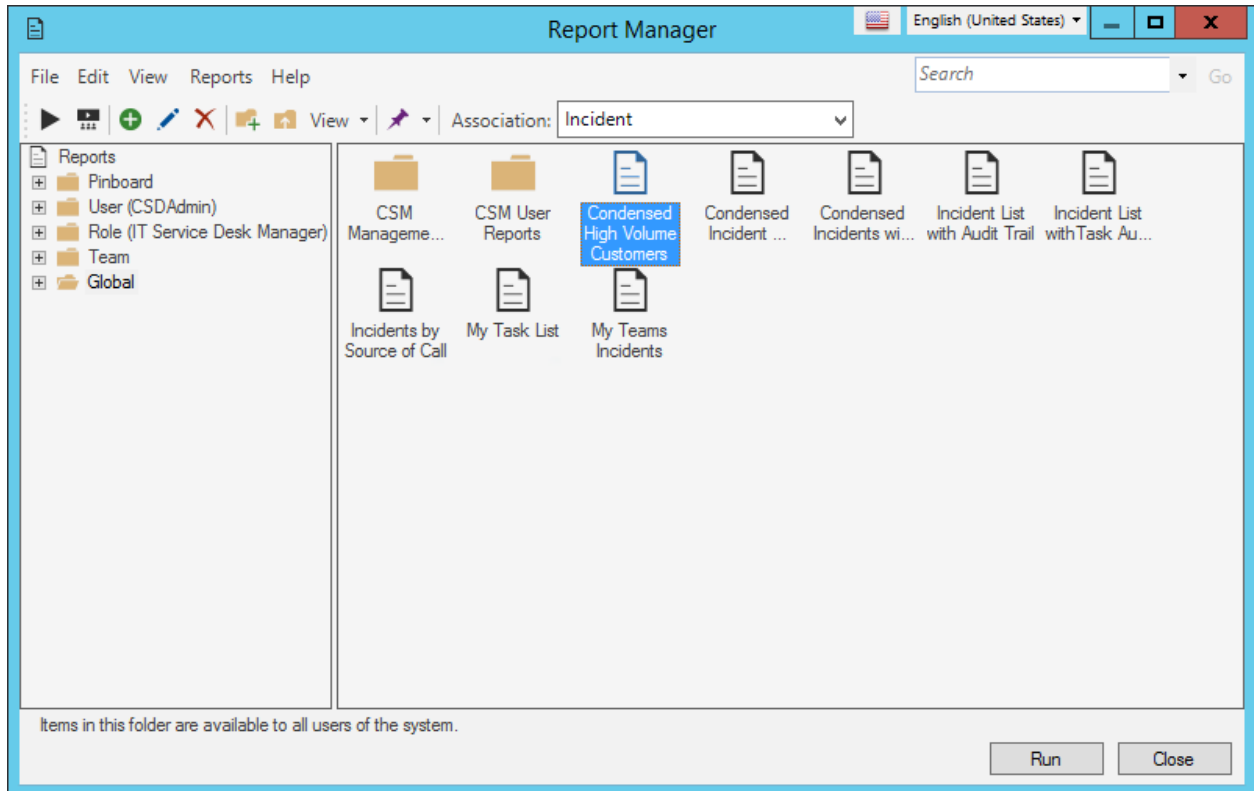 Report Manager
English (United States)
File Edit View Reports Help
Search
Go
View
Association: Incident
Reports
Pinboard
User (CSDAdmin)
Role (IT Service Desk Manager)
Team
Global
CSM
Manageme...
CSM User
Reports
Condensed
High Volume
Customers
Condensed
Incident ...
Condensed
Incidents wi...
Incident List
with Audit Trail
Incident List
with Task Au...
Incidents by
Source of Call
My Task List
My Teams
Incidents
Items in this folder are available to all users of the system.
Run
Close